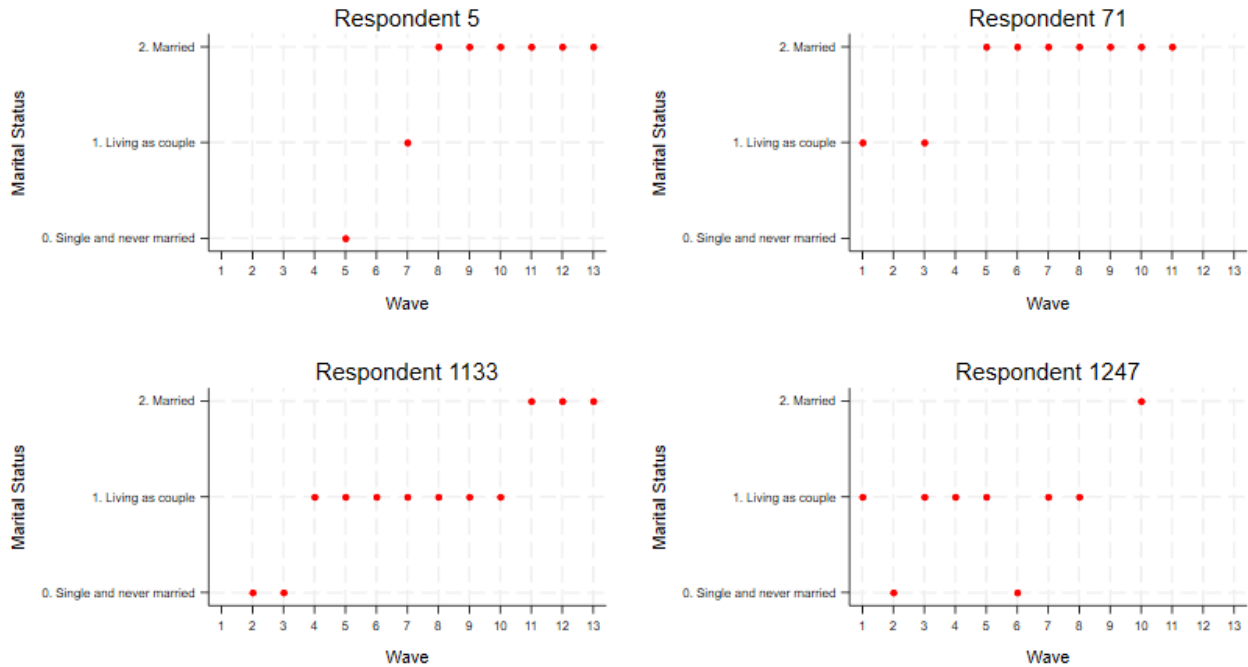 Respondent 5
Marital Status
2. Married
1. Living as couple
0. Single and never married
1 2 3 4 5 6 7 8 9 10 11 12 13
Wave
Respondent 71
Marital Status
2. Married
1. Living as couple
0. Single and never married
1 2 3 4 5 6 7 8 9 10 11 12 13
Wave
Respondent 1133
Marital Status
2. Married
1. Living as couple
0. Single and never married
1 2 3 4 5 6 7 8 9 10 11 12 13
Wave
Respondent 1247
Marital Status
2. Married
1. Living as couple
0. Single and never married
1 2 3 4 5 6 7 8 9 10 11 12 13
Wave